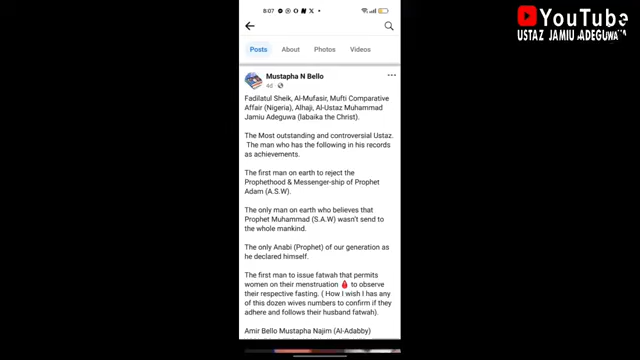 8:07
YouTube
USTAZ JAMIU ADEGUWA
Posts
About
Photos
Videos
Mustapha N Bello
4d
Fadilatul Sheik, Al-Mufasir, Mufti Comparative
Affair (Nigeria), Alhaji, Al-Ustaz Muhammad
Jamiu Adeguwa (labaika the Christ).
The Most outstanding and controversial Ustaz.
The man who has the following in his records
as achievements.
The first man on earth to reject the
Prophethood & Messenger-ship of Prophet
Adam (A.S.W).
The only man on earth who believes that
Prophet Muhammad (S.A.W) wasn't send to
the whole mankind.
The only Anabi (Prophet) of our generation as
he declared himself.
The first man to issue fatwah that permits
women on their menstruation 🩸 to observe
their respective fasting. ( How I wish I has any
of this dozen wives numbers to confirm if they
adhere and follows their husband fatwah).
Amir Bello Mustapha Najim (Al-Adabby)